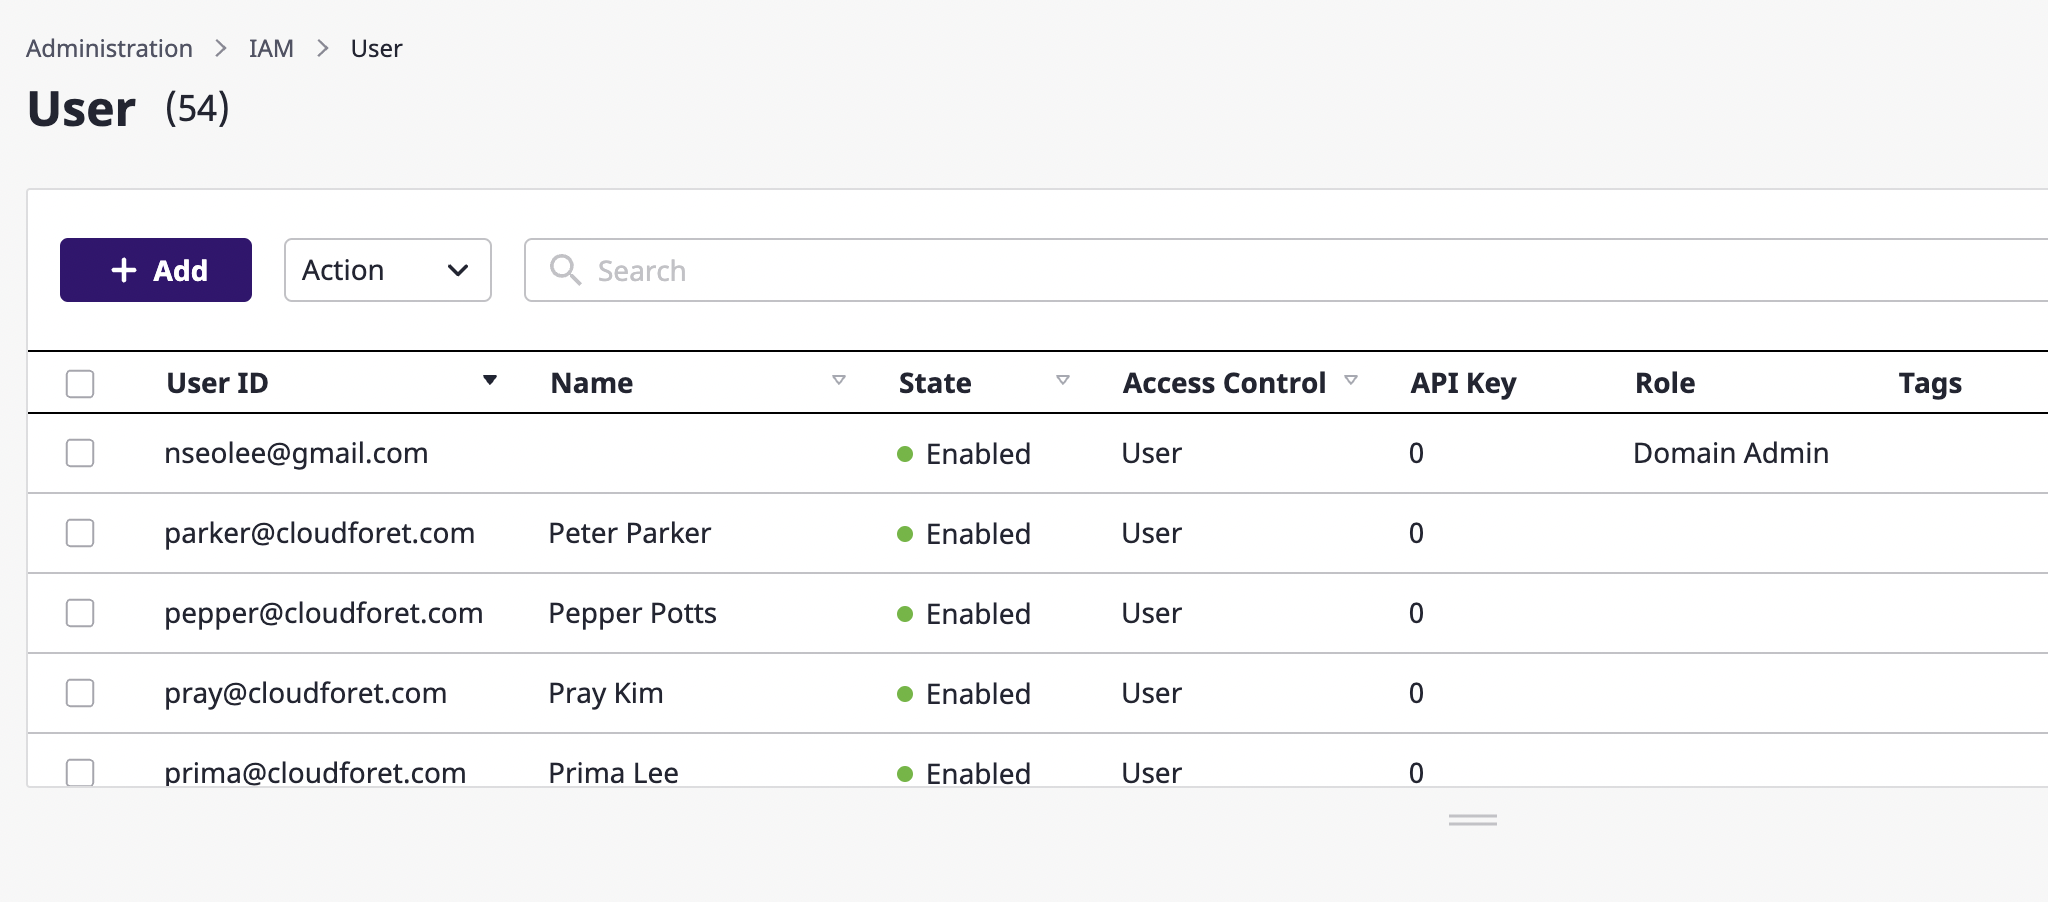 Administration > IAM > User
User (54)
+ Add Action Search
User ID Name State Access Control API Key Role Tags
nseolee@gmail.com Enabled User 0 Domain Admin
parker@cloudforet.com Peter Parker Enabled User 0
pepper@cloudforet.com Pepper Potts Enabled User 0
pray@cloudforet.com Pray Kim Enabled User 0
prima@cloudforet.com Prima Lee Enabled User 0